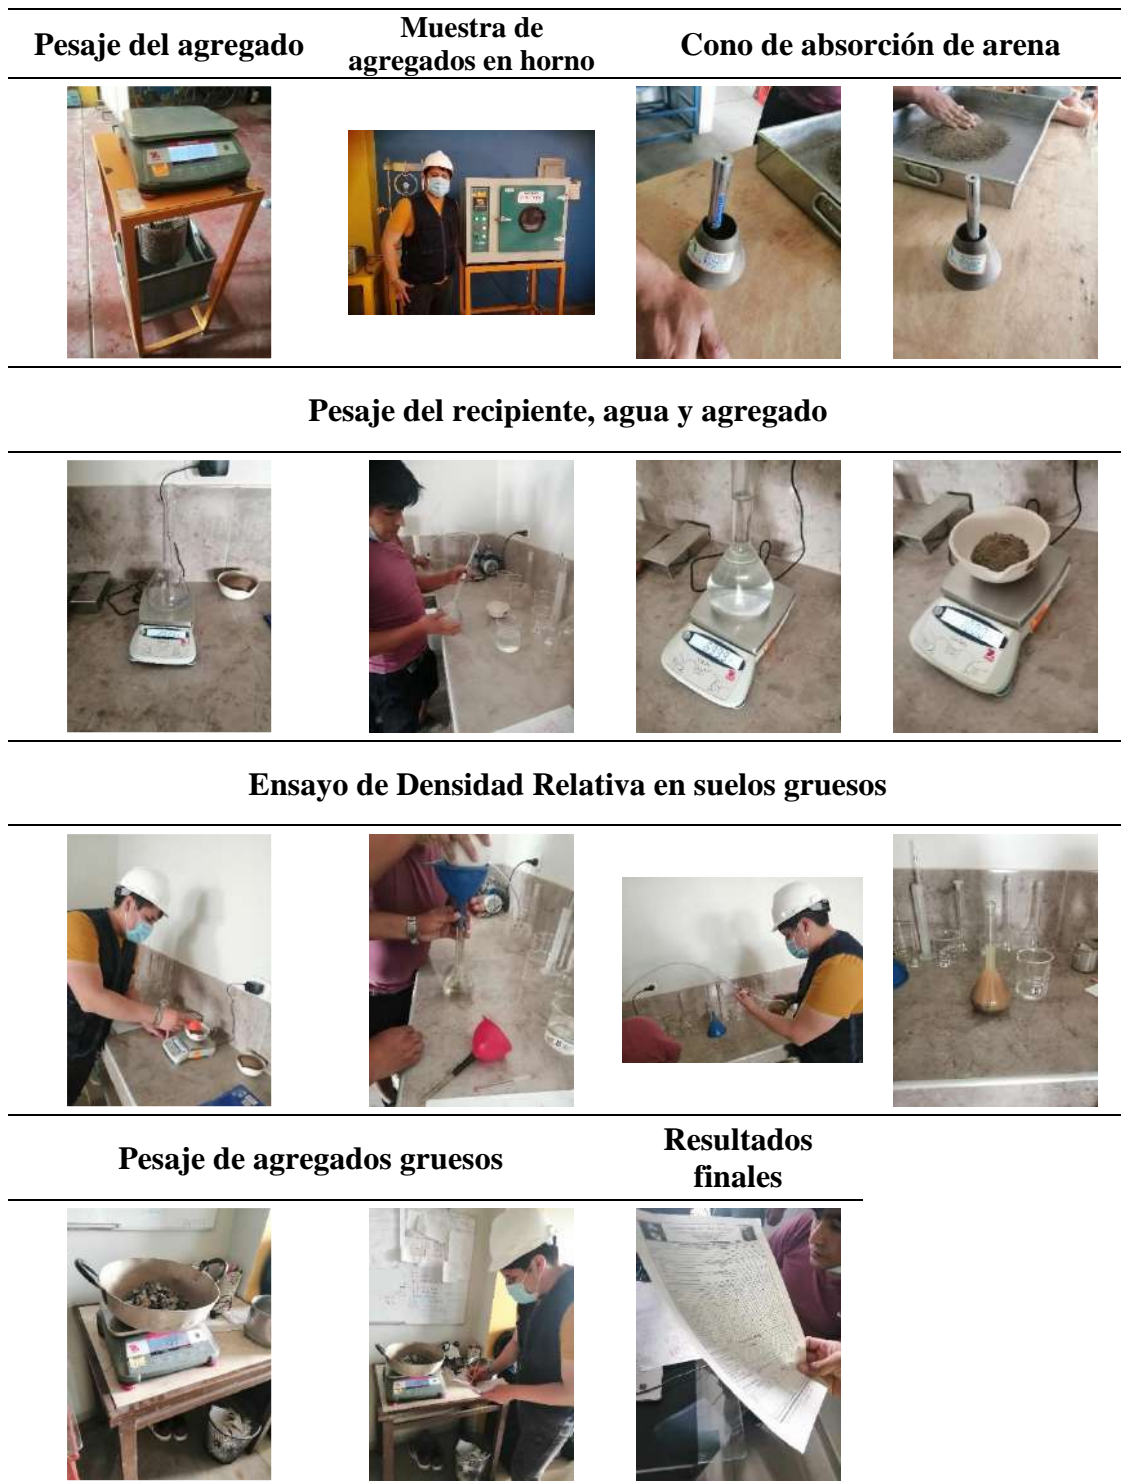 Pesaje del agregado
Muestra de
agregados en horno
Cono de absorción de arena
Pesaje del recipiente, agua y agregado
Ensayo de Densidad Relativa en suelos gruesos
Pesaje de agregados gruesos
Resultados
finales